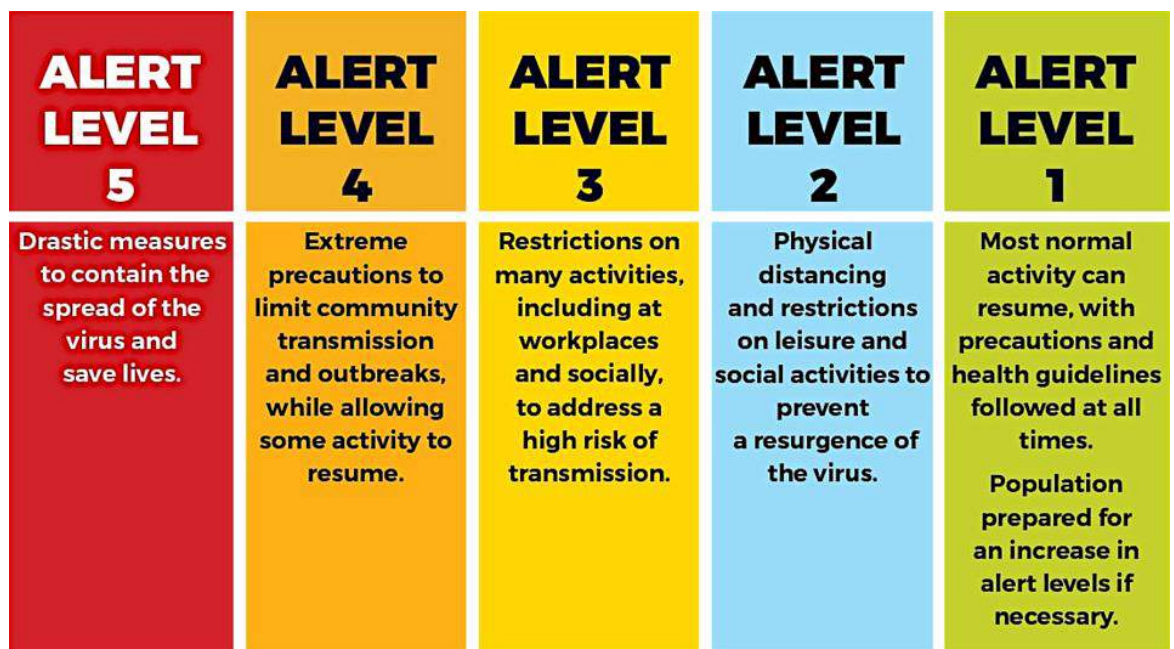 ALERT
LEVEL
5
Drastic measures
to contain the
spread of the
virus and
save lives.
ALERT
LEVEL
4
Extreme
precautions to
limit community
transmission
and outbreaks,
while allowing
some activity to
resume.
ALERT
LEVEL
3
Restrictions on
many activities,
including at
workplaces
and socially,
to address a
high risk of
transmission.
ALERT
LEVEL
2
Physical
distancing
and restrictions
on leisure and
social activities to
prevent
a resurgence of
the virus.
ALERT
LEVEL
1
Most normal
activity can
resume, with
precautions and
health guidelines
followed at all
times.
Population
prepared for
an increase in
alert levels if
necessary.